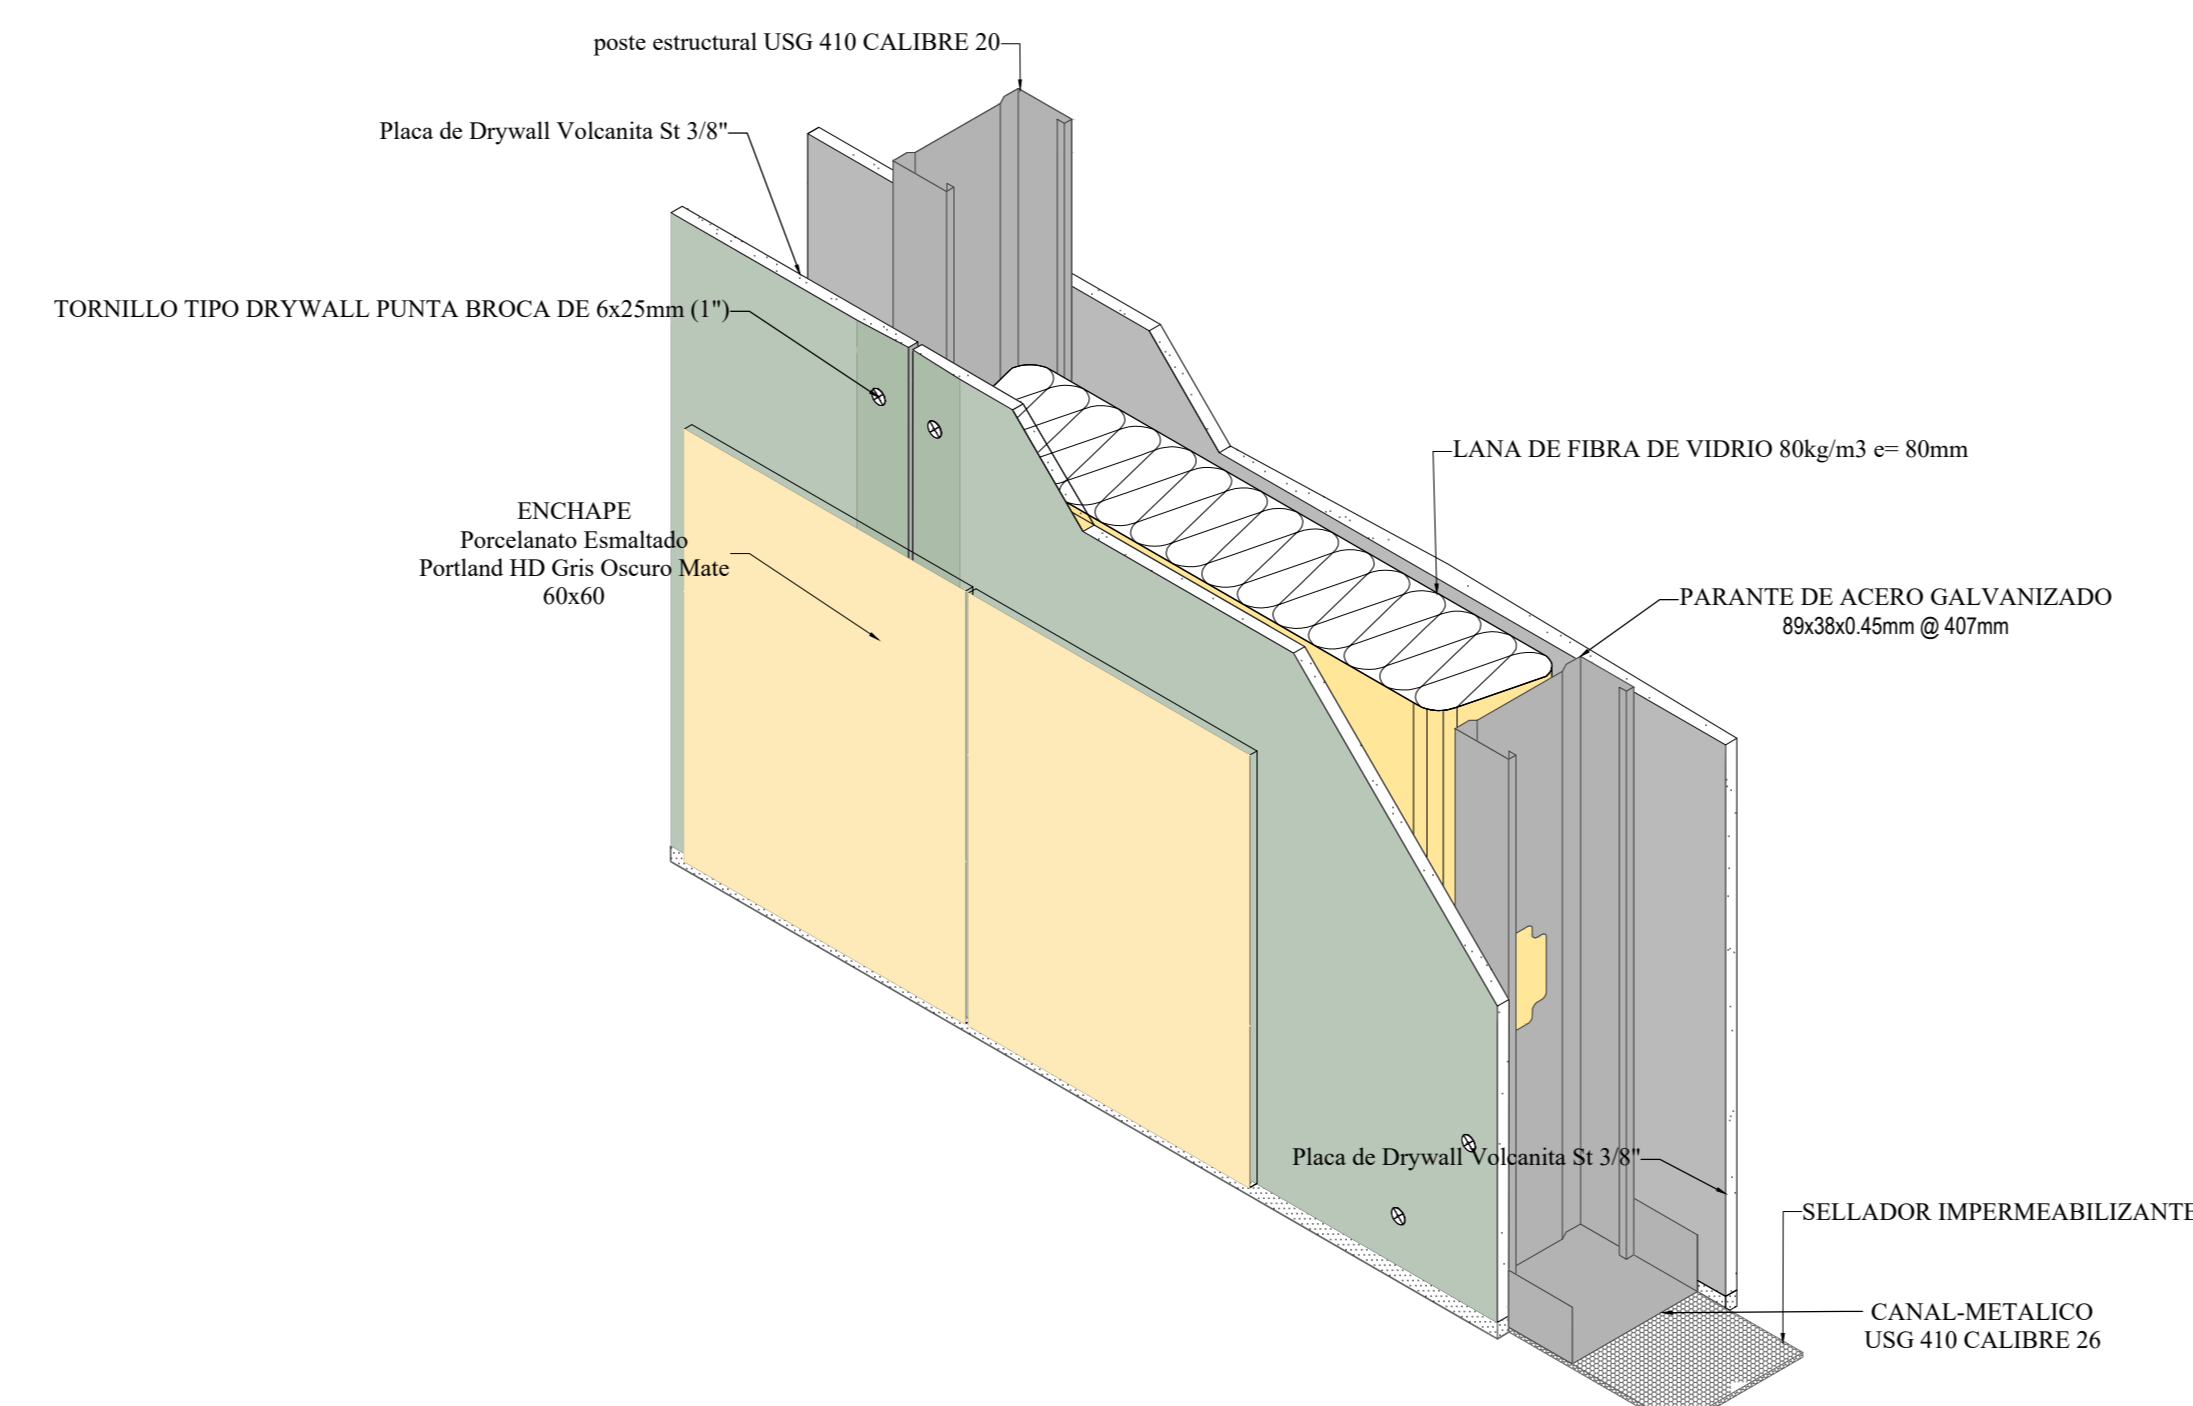 poste estructural USG 410 CALIBRE 20
Placa de Drywall Volcanita St 3/8"
TORNILLO TIPO DRYWALL PUNTA BROCA DE 6x25mm (1")
LANA DE FIBRA DE VIDRIO 80kg/m3 e= 80mm
ENCHAPE
Porcelanato Esmaltado
Portland HD Gris Oscuro Mate
60x60
PARANTE DE ACERO GALVANIZADO
89x38x0.45mm @ 407mm
Placa de Drywall Volcanita St 3/8"
SELLADOR IMPERMEABILIZANTE
CANAL-METALICO
USG 410 CALIBRE 26